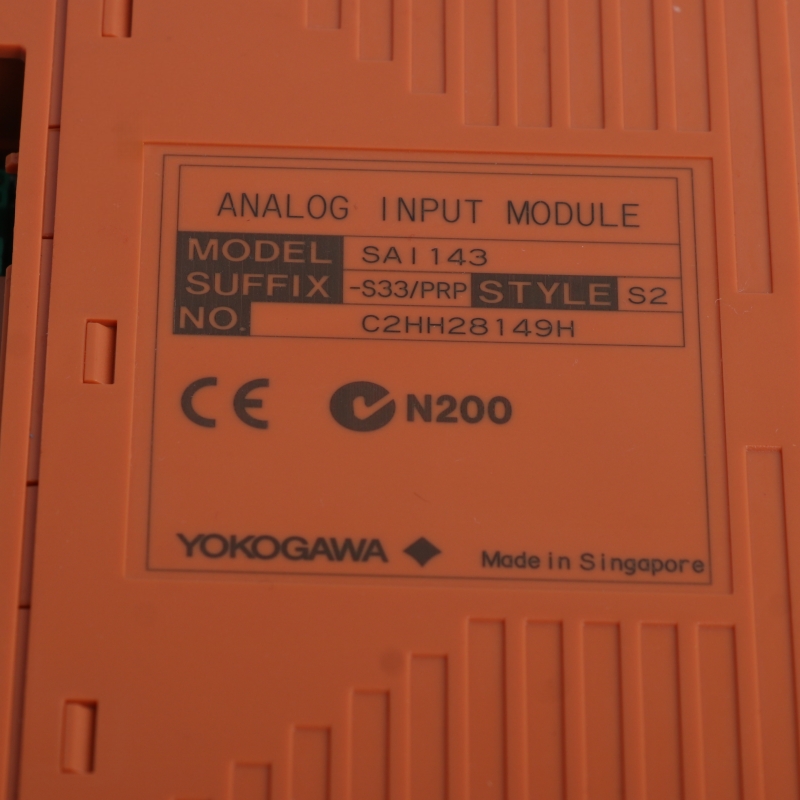 ANALOG INPUT MODULE
MODEL SAI143
SUFFIX -S33/PRP STYLE S2
NO. C2HH28149H
CE N200
YOKOGAWA
Made in Singapore